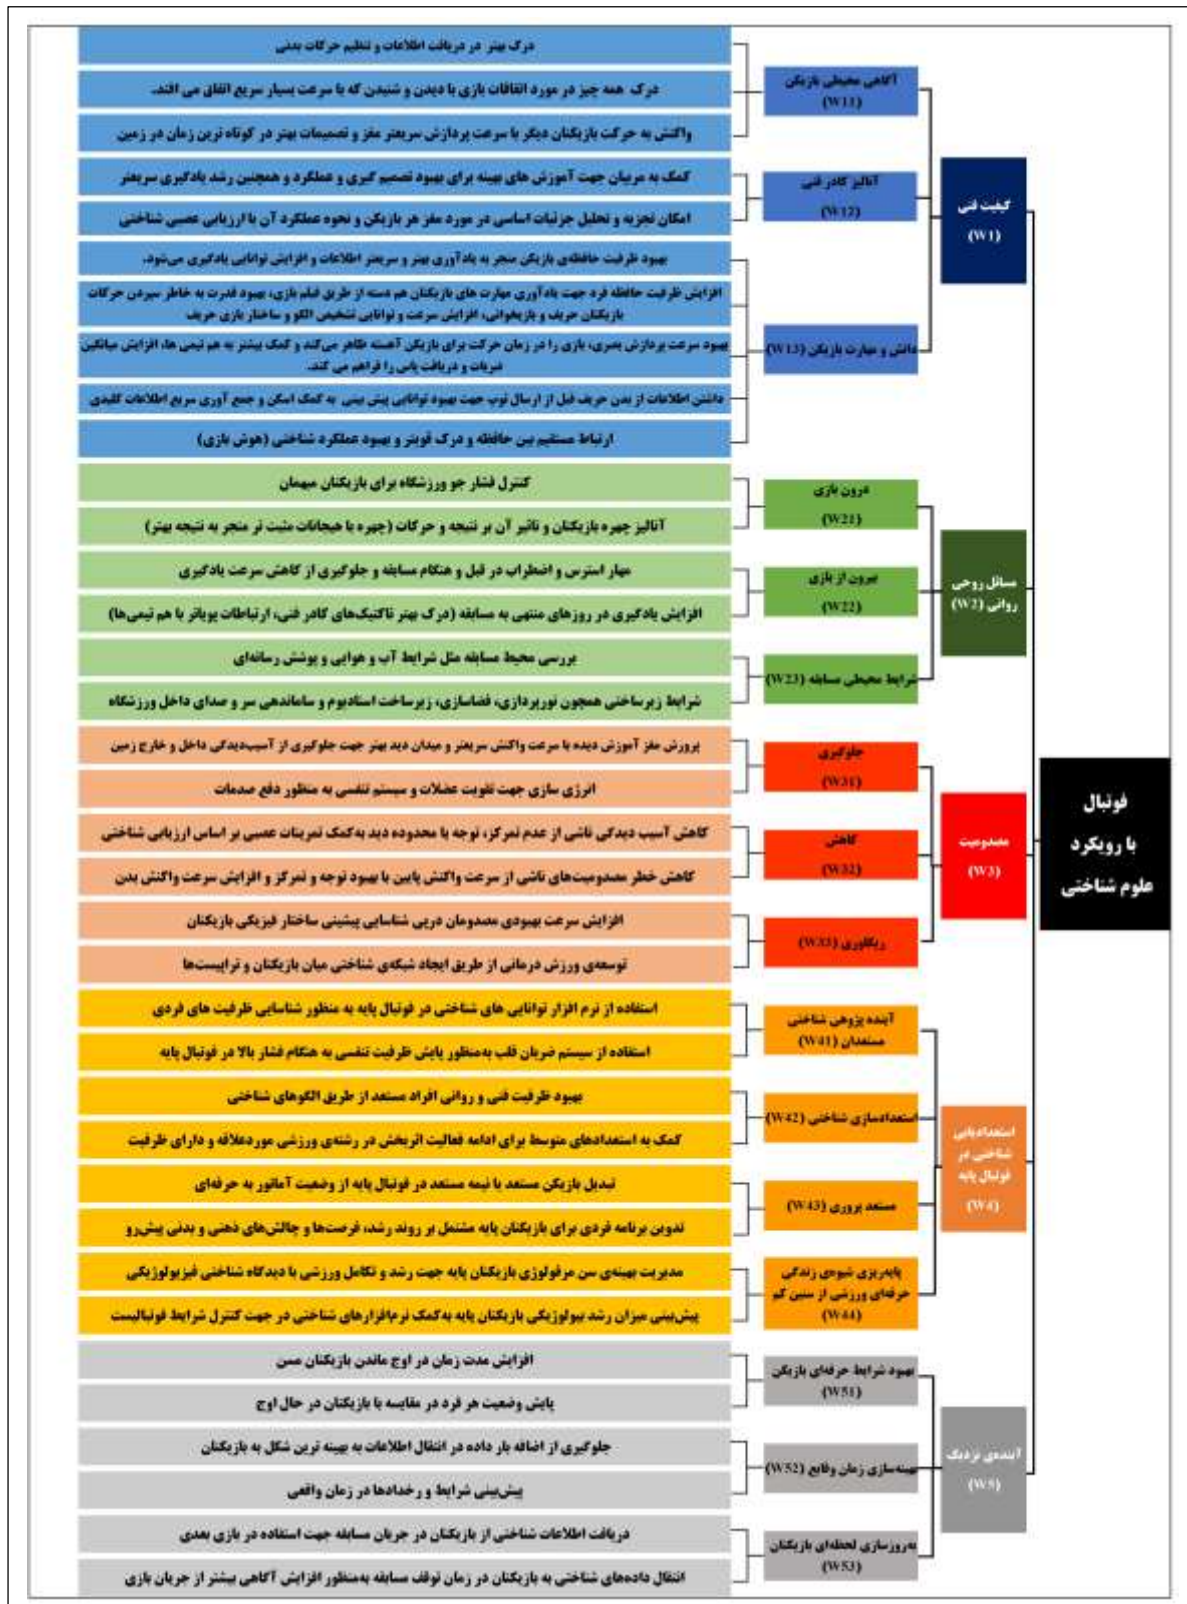 فوتبال
با رویکرد
علوم شناختی
کیفیت فنی
(W1)
آگاهی محیطی بازیکن
(W11)
درک بهتر در دریافت اطلاعات و تنظیم حرکات بدنی
درک همه چیز در مورد اتفاقات بازی با دیدن و شنیدن که با سرعت بسیار سریع اتفاق می افتد.
واکنش به حرکت بازیکنان دیگر با سرعت پردازش سریعتر مغز و تصمیمات بهتر در کوتاه ترین زمان در زمین
آنالیز کادر فنی
(W12)
کمک به مربیان جهت آموزش های بهینه برای بهبود تصمیم گیری و عملکرد و همچنین رشد یادگیری سریعتر
امکان تجزیه و تحلیل جزئیات اساسی در مورد مغز هر بازیکن و نحوه عملکرد آن با ارزیابی عصبی شناختی
دانش و مهارت بازیکن (W13)
بهبود ظرفیت حافظه‌ی بازیکن منجر به یادآوری بهتر و سریعتر اطلاعات و افزایش توانایی یادگیری می‌شود.
افزایش ظرفیت حافظه فرد جهت یادآوری مهارت های بازیکنان هم دسته از طریق فیلم بازی، بهبود قدرت به خاطر سپردن حرکات
بازیکنان حریف و بازیخوانی، افزایش سرعت و توانایی تشخیص الگو و ساختار بازی حریف
بهبود سرعت پردازش بصری، بازی را در زمان حرکت برای بازیکن آهسته ظاهر می‌کند و کمک بیشتر به هم تیمی ها، افزایش میانگین
ضربات و دریافت پاس را فراهم می کند.
داشتن اطلاعات از بدن حریف قبل از ارسال توپ جهت بهبود توانایی پیش بینی به کمک اسکن و جمع آوری سریع اطلاعات کلیدی
ارتباط مستقیم بین حافظه و درک قویتر و بهبود عملکرد شناختی (هوش بازی)
مسائل روحی
روانی (W2)
درون بازی
(W21)
کنترل فشار جو ورزشگاه برای بازیکنان میهمان
آنالیز چهره بازیکنان و تاثیر آن بر نتیجه و حرکات (چهره با هیجانات مثبت تر منجر به نتیجه بهتر)
بیرون از بازی
(W22)
مهار استرس و اضطراب در قبل و هنگام مسابقه و جلوگیری از کاهش سرعت یادگیری
افزایش یادگیری در روزهای منتهی به مسابقه (درک بهتر تاکتیک‌های کادر فنی، ارتباطات پویاتر با هم تیمی‌ها)
شرایط محیطی مسابقه (W23)
بررسی محیط مسابقه مثل شرایط آب و هوایی و پوشش رسانه‌ای
شرایط زیرساختی همچون نورپردازی، فضاسازی، زیرساخت استادیوم و ساماندهی سر و صدای داخل ورزشگاه
مصدومیت
(W3)
جلوگیری
(W31)
پرورش مغز آموزش دیده با سرعت واکنش سریعتر و میدان دید بهتر جهت جلوگیری از آسیب‌دیدگی داخل و خارج زمین
انرژی سازی جهت تقویت عضلات و سیستم تنفسی به منظور دفع صدمات
کاهش
(W32)
کاهش آسیب دیدگی ناشی از عدم تمرکز، توجه یا محدوده دید به‌کمک تمرینات عصبی بر اساس ارزیابی شناختی
کاهش خطر مصدومیت‌های ناشی از سرعت واکنش پایین با بهبود توجه و تمرکز و افزایش سرعت واکنش بدن
ریکاوری (W33)
افزایش سرعت بهبودی مصدومان درپی شناسایی پیشینی ساختار فیزیکی بازیکنان
توسعه‌ی ورزش درمانی از طریق ایجاد شبکه‌ی شناختی میان بازیکنان و تراپیست‌ها
استعدادیابی
شناختی در
فوتبال پایه
(W4)
آینده پژوهی شناختی
مستعدان (W41)
استفاده از نرم افزار توانایی های شناختی در فوتبال پایه به منظور شناسایی ظرفیت های فردی
استفاده از سیستم ضربان قلب به‌منظور پایش ظرفیت تنفسی به هنگام فشار بالا در فوتبال پایه
استعدادسازی شناختی (W42)
بهبود ظرفیت فنی و روانی افراد مستعد از طریق الگوهای شناختی
کمک به استعدادهای متوسط برای ادامه فعالیت اثربخش در رشته‌ی ورزشی موردعلاقه و دارای ظرفیت
مستعد پروری (W43)
تبدیل بازیکن مستعد یا نیمه مستعد در فوتبال پایه از وضعیت آماتور به حرفه‌ای
تدوین برنامه فردی برای بازیکنان پایه مشتمل بر روند رشد، فرصت‌ها و چالش‌های ذهنی و بدنی پیش‌رو
پایه‌ریزی شیوه‌ی زندگی
حرفه‌ای ورزشی از سنین کم
(W44)
مدیریت بهینه‌ی سن مرفولوژی بازیکنان پایه جهت رشد و تکامل ورزشی با دیدگاه شناختی فیزیولوژیکی
پیش‌بینی میزان رشد بیولوژیکی بازیکنان پایه به‌کمک نرم‌افزارهای شناختی در جهت کنترل شرایط فوتبالیست
آینده‌ی نزدیک
(W5)
بهبود شرایط حرفه‌ای بازیکن
(W51)
افزایش مدت زمان در اوج ماندن بازیکنان مسن
پایش وضعیت هر فرد در مقایسه با بازیکنان در حال اوج
بهینه‌سازی زمان وقایع (W52)
جلوگیری از اضافه بار داده در انتقال اطلاعات به بهینه ترین شکل به بازیکنان
پیش‌بینی شرایط و رخدادها در زمان واقعی
به‌روزسازی لحظه‌ای بازیکنان
(W53)
دریافت اطلاعات شناختی از بازیکنان در جریان مسابقه جهت استفاده در بازی بعدی
انتقال داده‌های شناختی به بازیکنان در زمان توقف مسابقه به‌منظور افزایش آگاهی بیشتر از جریان بازی